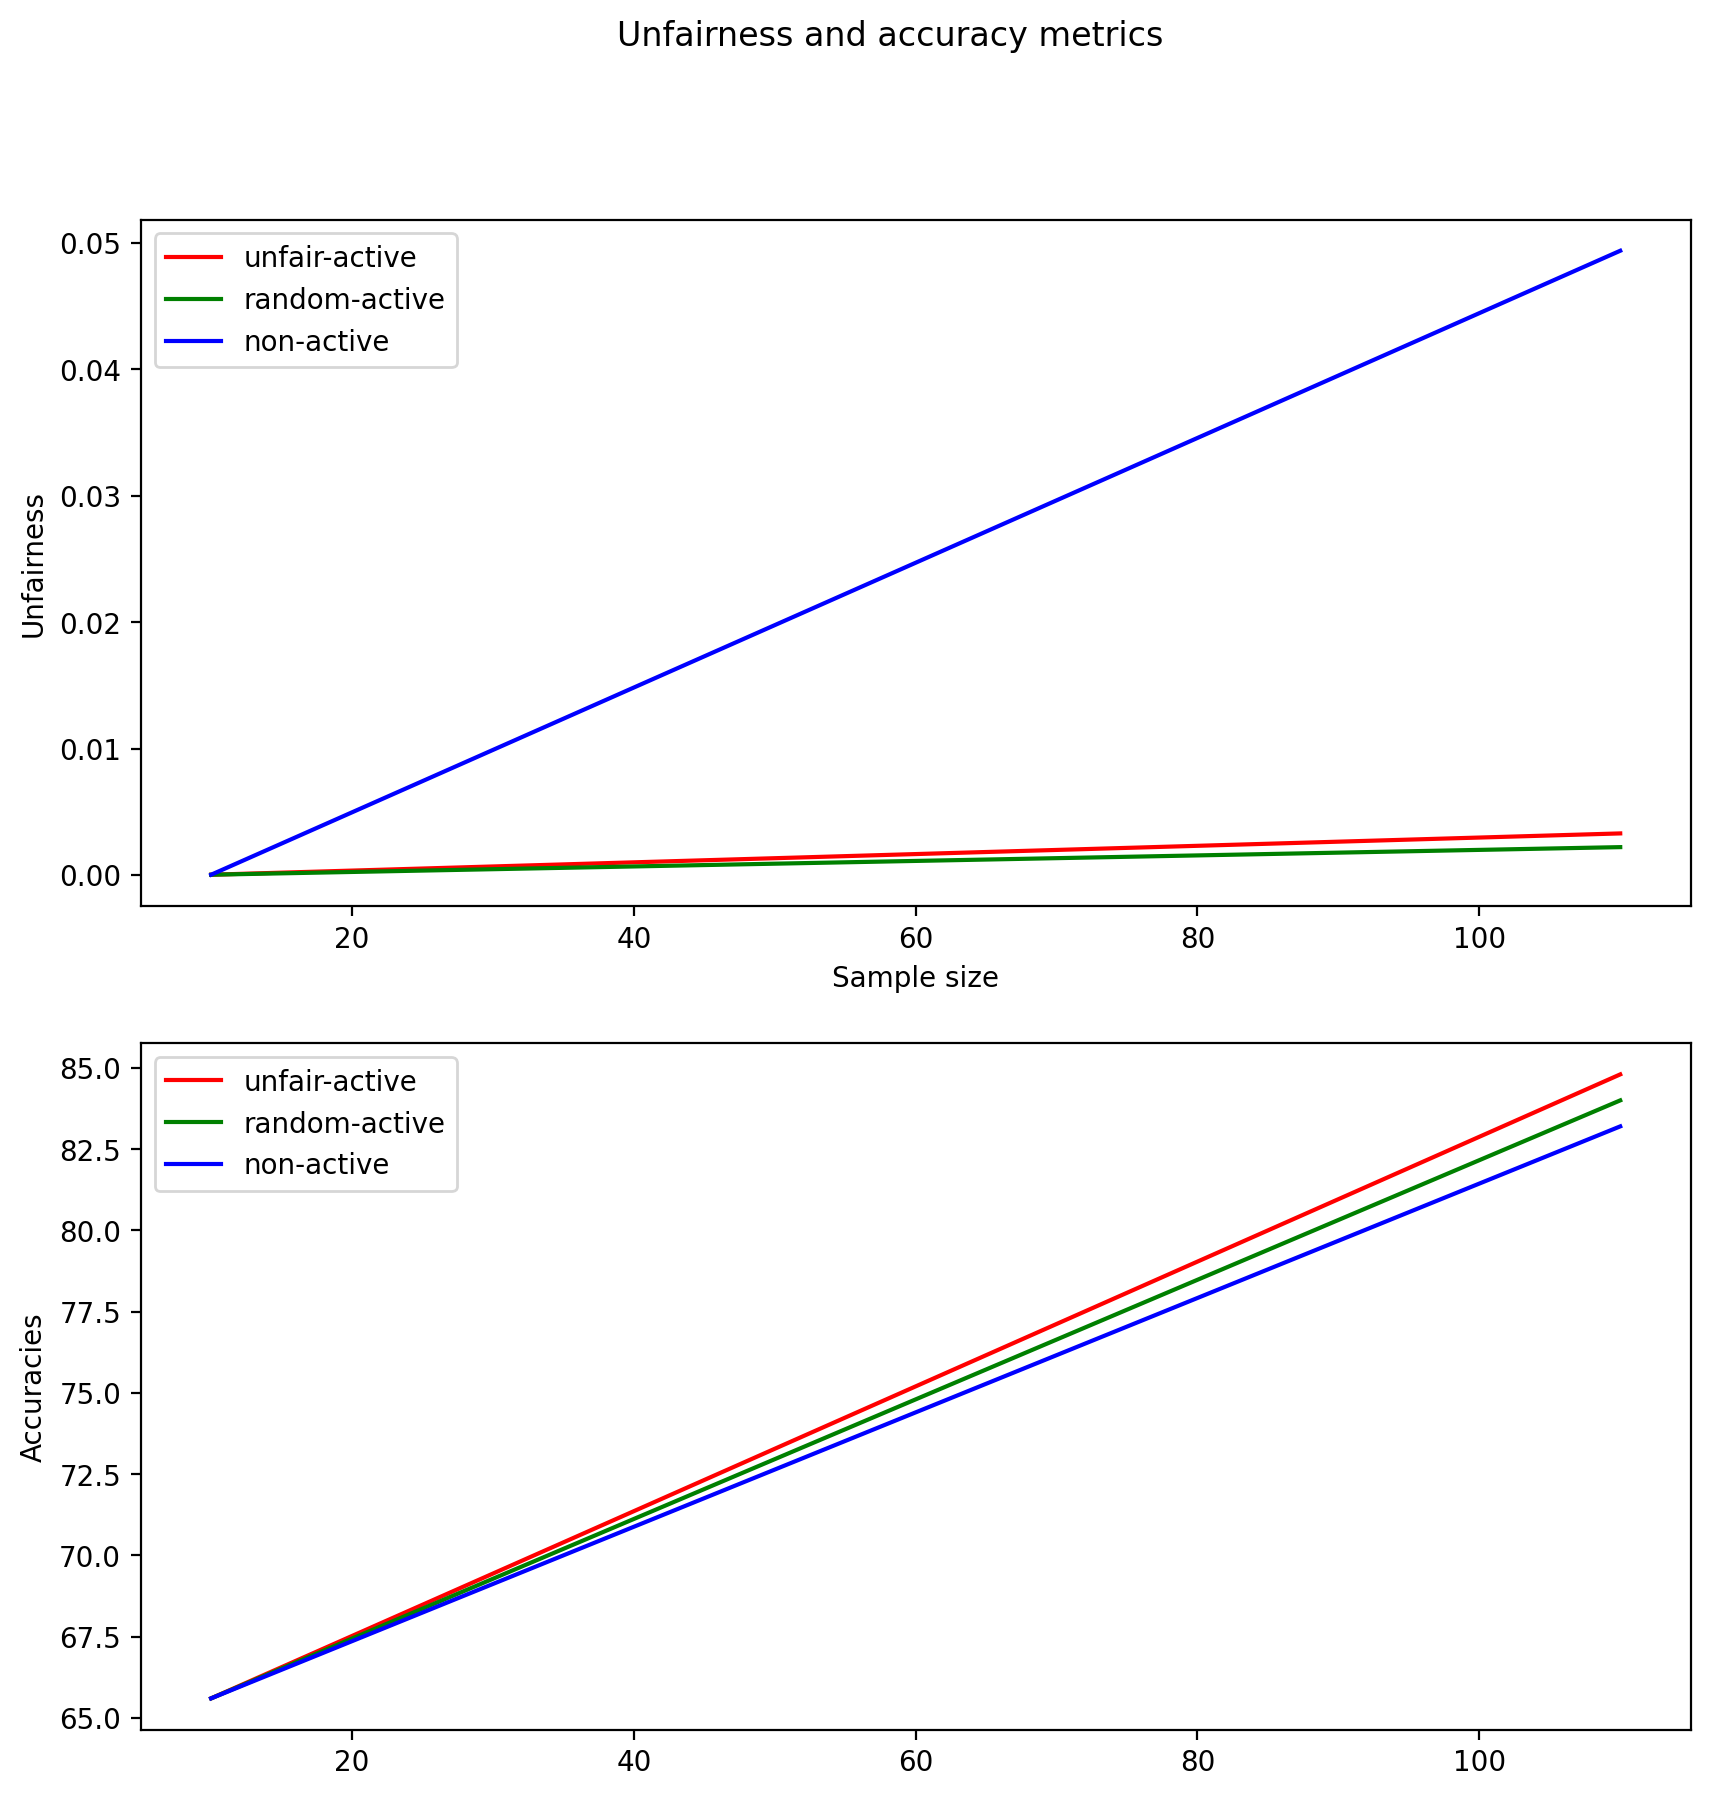 Unfairness and accuracy metrics
0.05
0.04
0.03
0.02
0.01
0.00
Unfairness
unfair-active
random-active
non-active
20 40 60 80 100
Sample size
85.0
82.5
80.0
77.5
75.0
72.5
70.0
67.5
65.0
Accuracies
unfair-active
random-active
non-active
20 40 60 80 100